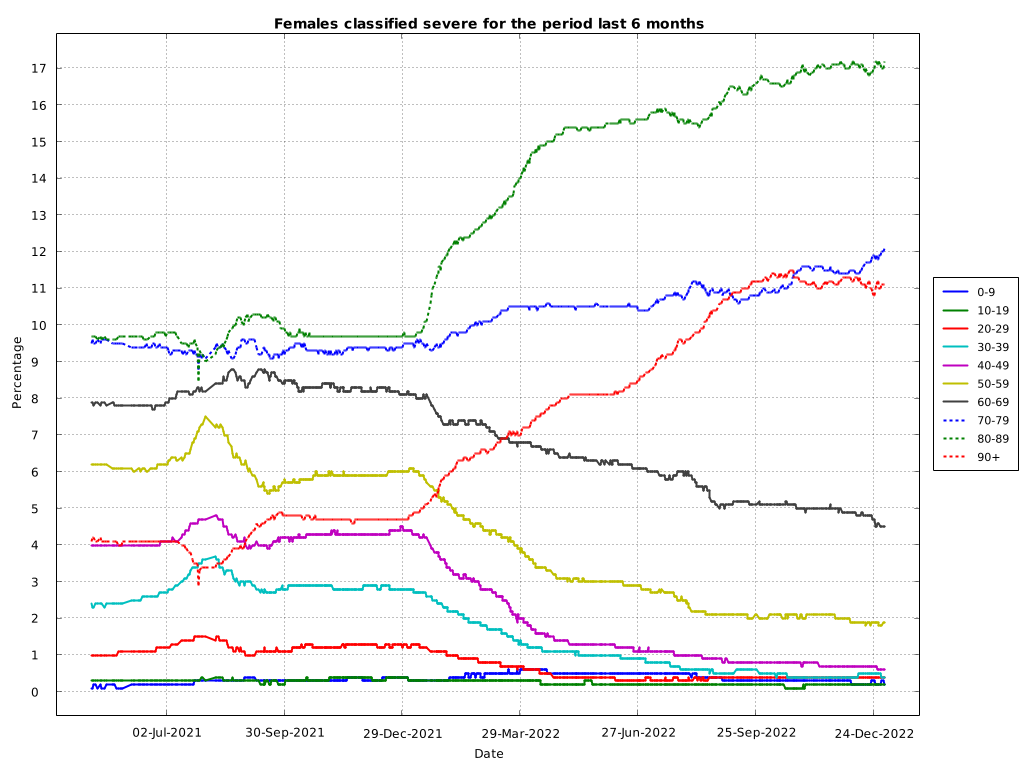 Females classified severe for the period last 6 months
17
16
15
14
13
12
11
10
9
8
7
6
5
4
3
2
1
0
Percentage
02-Jul-2021
30-Sep-2021
29-Dec-2021
29-Mar-2022
27-Jun-2022
25-Sep-2022
24-Dec-2022
Date
0-9
10-19
20-29
30-39
40-49
50-59
60-69
70-79
80-89
90+